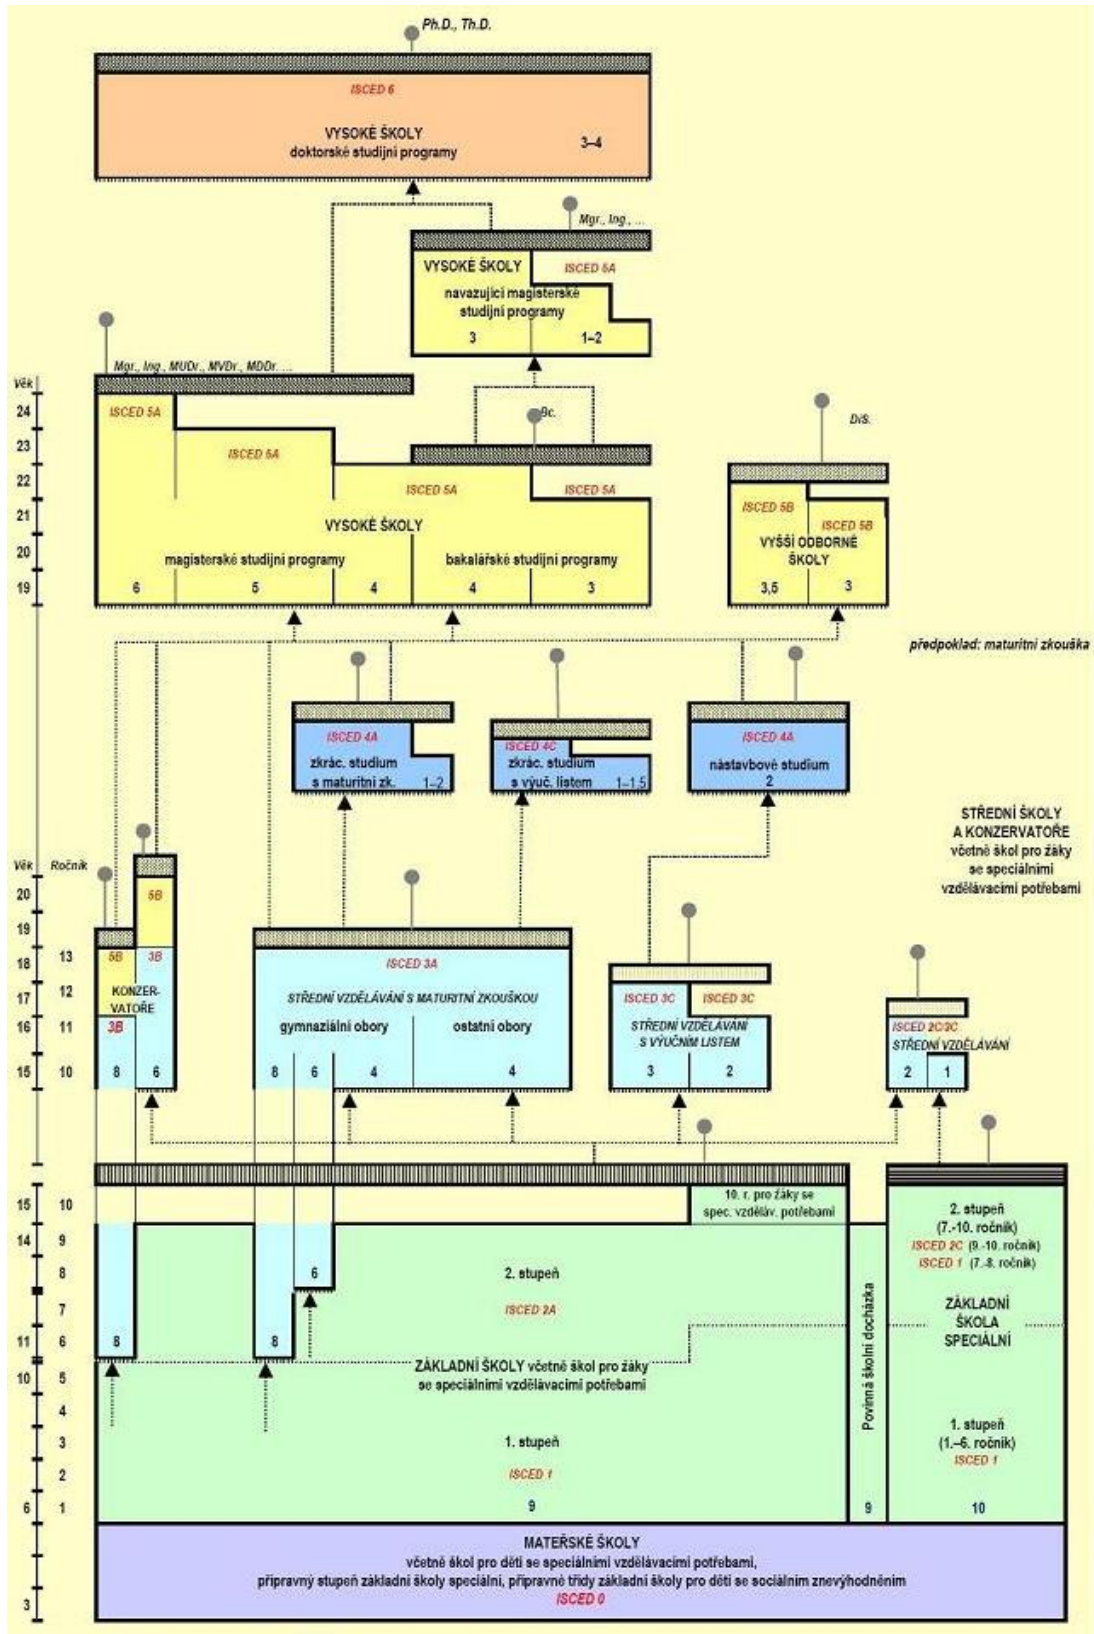 Ph.D., Th.D.
ISCED 6
VYSOKÉ ŠKOLY
doktorské studijní programy
3–4
Mgr., Ing., ...
VYSOKÉ ŠKOLY
ISCED 5A
navazující magisterské
studijní programy
3
1–2
Mgr., Ing., MUDr., MVDr., MDDr. ...
Věk
24
23
22
21
20
19
ISCED 5A
ISCED 5A
ISCED 5A
Bc.
ISCED 5A
VYSOKÉ ŠKOLY
magisterské studijní programy
bakalářské studijní programy
6
5
4
4
3
DiS.
ISCED 5B
ISCED 5B
VYŠŠÍ ODBORNÉ
ŠKOLY
3,5
3
předpoklad: maturitní zkouška
ISCED 4A
zkrác. studium
s maturitní zk.
1–2
ISCED 4C
zkrác. studium
s výuč. listem
1–1.5
ISCED 4A
nástavbové studium
2
STŘEDNÍ ŠKOLY
A KONZERVATOŘE
včetně škol pro žáky
se speciálními
vzdělávacími potřebami
Věk
Ročník
20
19
18
13
17
12
16
11
15
10
5B
5B
3B
KONZER-
VATOŘE
3B
8
6
ISCED 3A
STŘEDNÍ VZDĚLÁVÁNÍ S MATURITNÍ ZKOUŠKOU
gymnaziální obory
ostatní obory
8
6
4
4
ISCED 3C
ISCED 3C
STŘEDNÍ VZDĚLÁVÁNÍ
S VÝUČNÍM LISTEM
3
2
ISCED 2C/3C
STŘEDNÍ VZDĚLÁVÁNÍ
2
1
15
10
14
9
8
7
11
6
10
5
4
3
2
6
1
3
10. r. pro žáky se
spec. vzděláv. potřebami
8
8
6
2. stupeň
ISCED 2A
ZÁKLADNÍ ŠKOLY včetně škol pro žáky
se speciálními vzdělávacími potřebami
1. stupeň
ISCED 1
9
Povinná školní docházka
9
2. stupeň
(7.-10. ročník)
ISCED 2C (9.-10. ročník)
ISCED 1 (7.-8. ročník)
ZÁKLADNÍ
ŠKOLA
SPECIÁLNÍ
1. stupeň
(1.–6. ročník)
ISCED 1
10
MATEŘSKÉ ŠKOLY
včetně škol pro děti se speciálními vzdělávacími potřebami,
přípravný stupeň základní školy speciální, přípravné třídy základní školy pro děti se sociálním znevýhodněním
ISCED 0